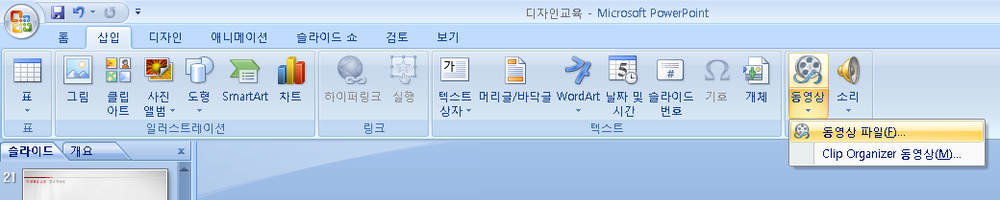 디자인교육 - Microsoft PowerPoint
홈 삽입 디자인 애니메이션 슬라이드 쇼 검토 보기
표 그림 클립 아트 사진 앨범 도형 SmartArt 차트 하이퍼링크 실행 텍스트 상자 머리글/바닥글 WordArt 날짜 및 시간 슬라이드 번호 기호 개체 동영상 소리
표 일러스트레이션 링크 텍스트
동영상 파일(F)...
Clip Organizer 동영상(M)...
슬라이드 개요 x
21